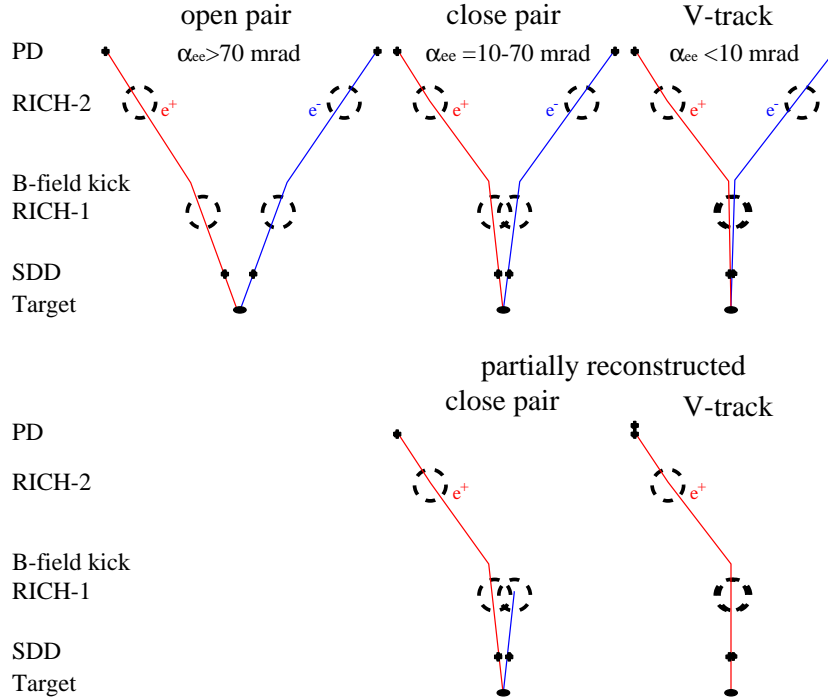 open pair close pair V-track
PD αee>70 mrad αee =10-70 mrad αee <10 mrad
RICH-2 e+ e- e+ e- e+ e-
B-field kick
RICH-1
SDD
Target
partially reconstructed
close pair V-track
PD
RICH-2 e+ e+
B-field kick
RICH-1
SDD
Target